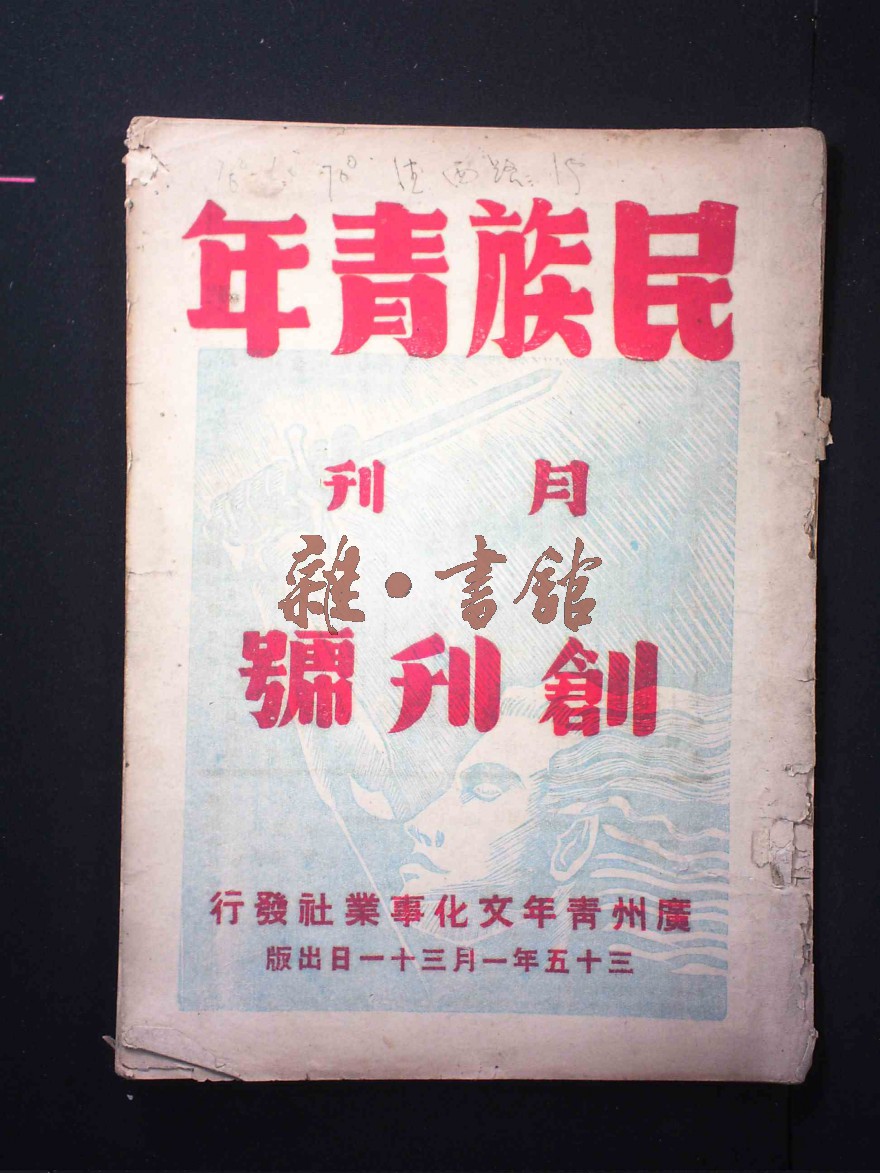 民族青年
月刊
雜·書館
創刊號
廣州青年文化事業社發行
三十五年一月三十一日出版